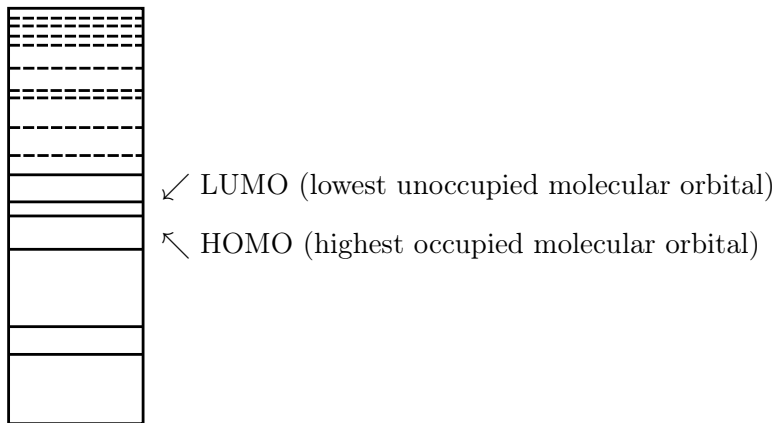 LUMO (lowest unoccupied molecular orbital)
HOMO (highest occupied molecular orbital)